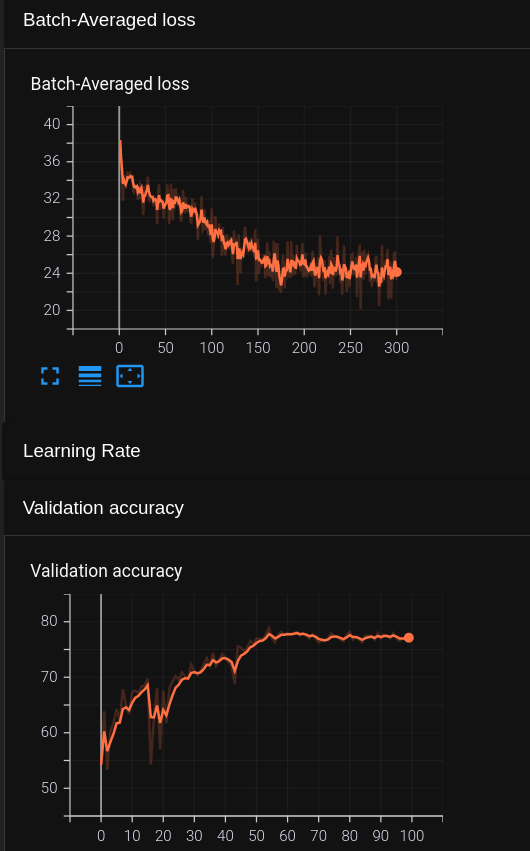 Batch-Averaged loss
Batch-Averaged loss
40
36
32
28
24
20
0 50 100 150 200 250 300
Learning Rate
Validation accuracy
Validation accuracy
80
70
60
50
0 10 20 30 40 50 60 70 80 90 100